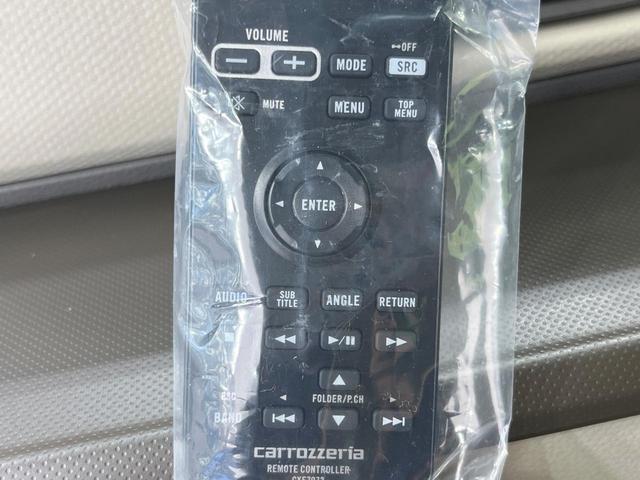 VOLUME
OFF
− + MODE SRC
MUTE MENU TOP MENU
ENTER
AUDIO SUB TITLE ANGLE RETURN
FOLDER/P.CH
BAND
carrozzeria
REMOTE CONTROLLER